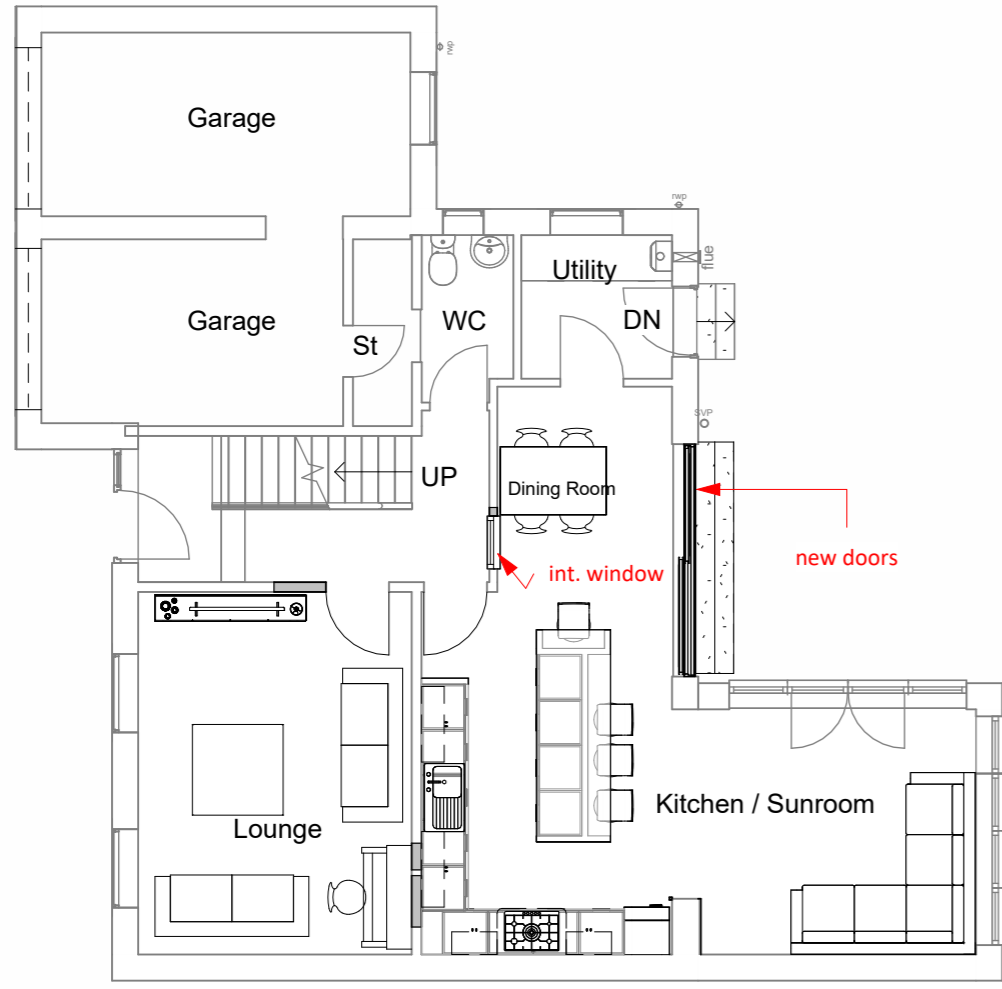 rwp
Garage
rwp
flue
Utility
Garage
WC
DN
St
SVP
UP
Dining Room
new doors
int. window
Kitchen / Sunroom
Lounge